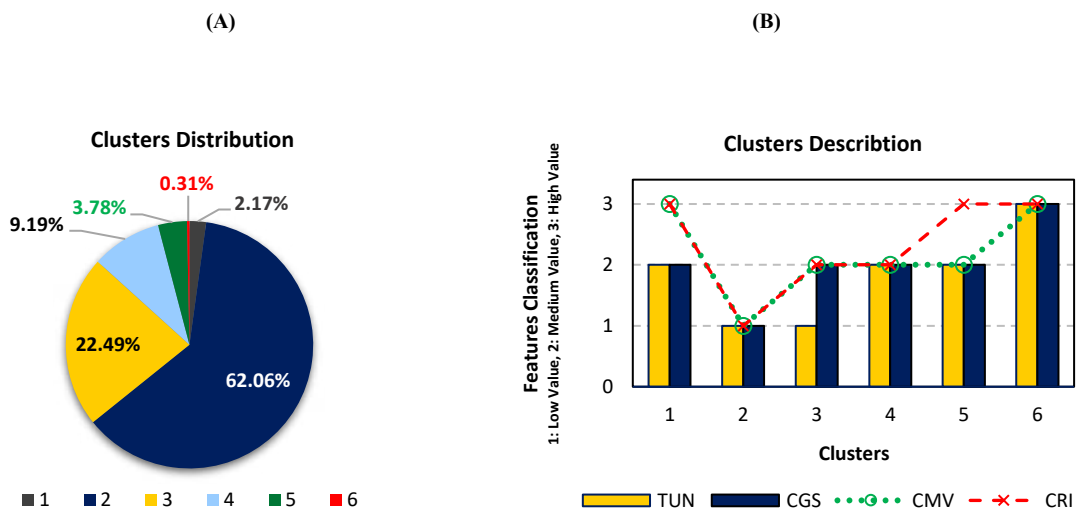 (A)
Clusters Distribution
0.31%
3.78%
2.17%
9.19%
22.49%
62.06%
1 2 3 4 5 6
(B)
Clusters Describtion
Features Classification
1: Low Value, 2: Medium Value, 3: High Value
3
2
1
0
1 2 3 4 5 6
Clusters
TUN CGS CMV CRI